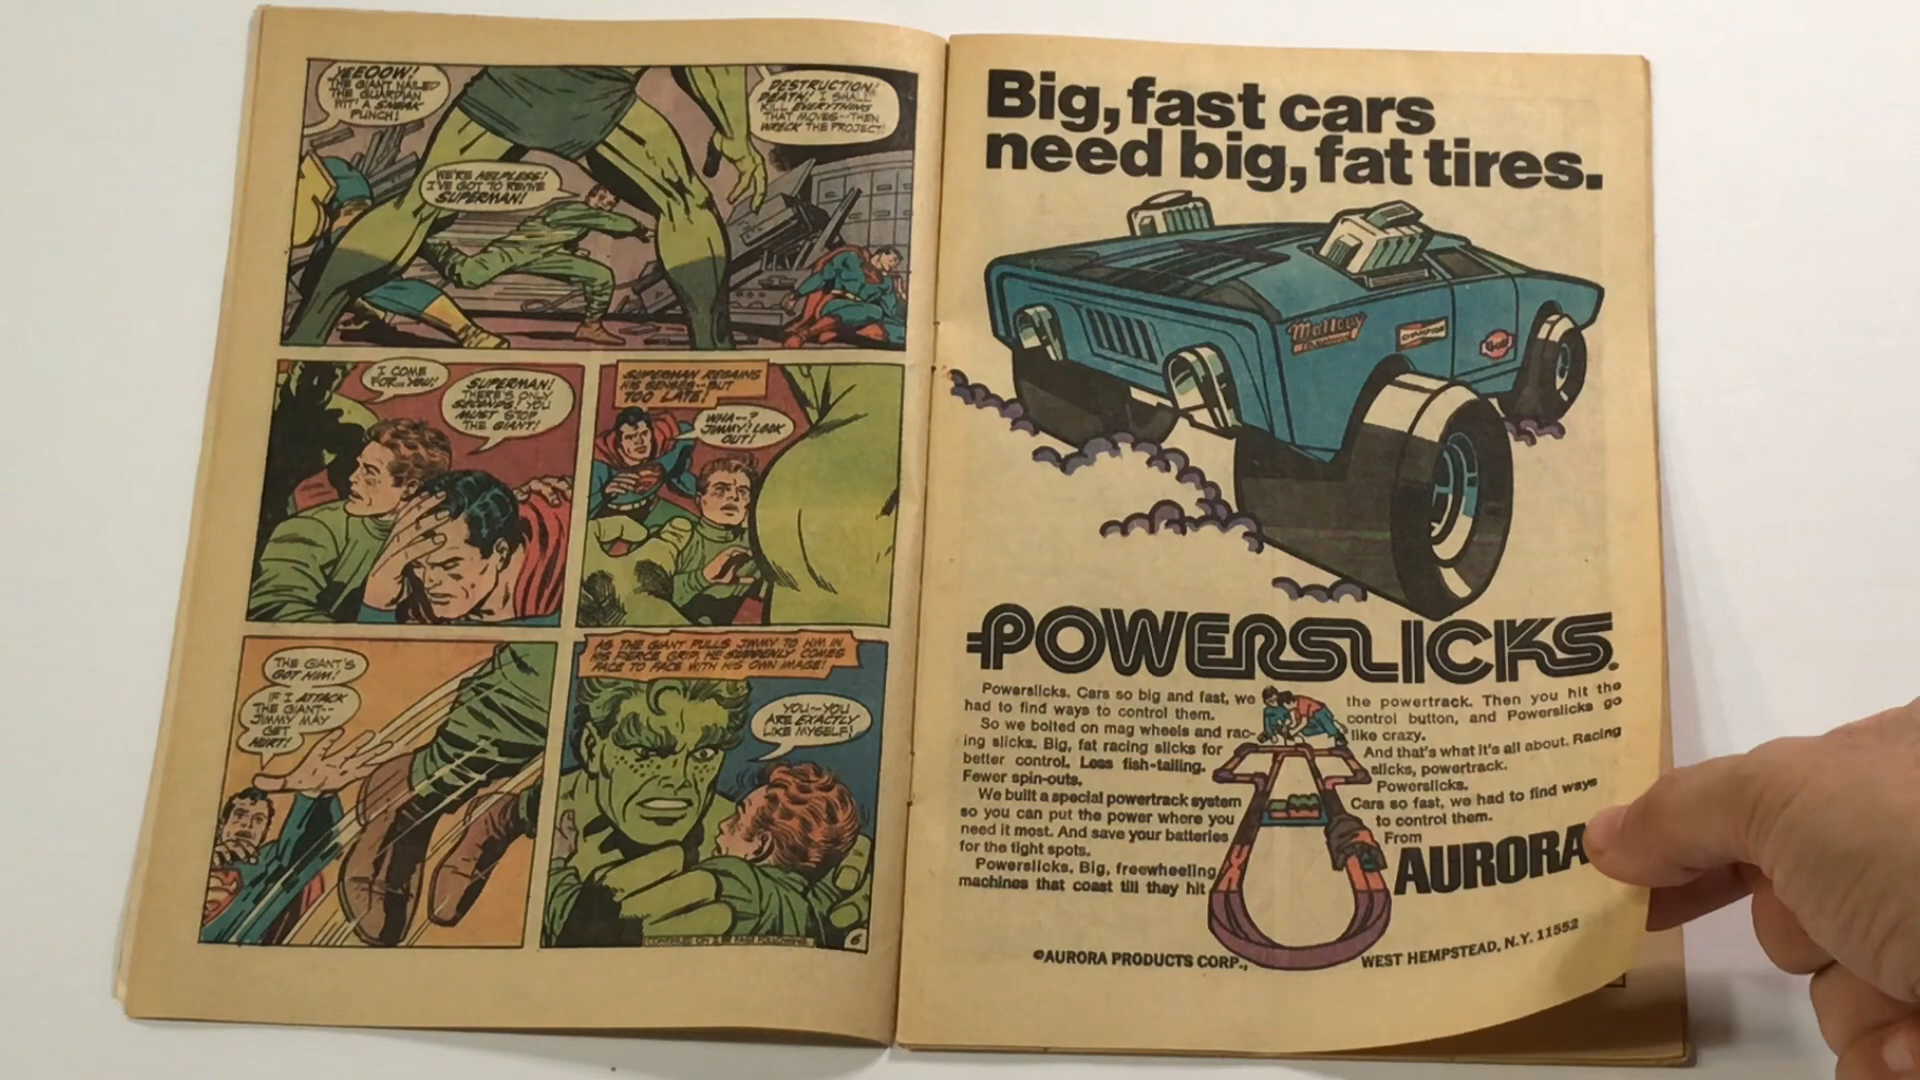 YEEOOW!
THE GIANT NAILED
THE GUARDIAN
WIT' A SNEAK
PUNCH!
DESTRUCTION!
DEATH! I SHALL
KILL EVERYTHING
THAT MOVES--THEN
WRECK THE PROJECT!
WE'RE HELPLESS!
I'VE GOT TO REVIVE
SUPERMAN!
I COME
FOR...YOU!
SUPERMAN!
THERE'S ONLY
SECONDS! YOU
MUST STOP
THE GIANT!
SUPERMAN REGAINS
HIS SENSES--BUT
TOO LATE!
WHA--?
JIMMY! LOOK
OUT!
THE GIANT'S
GOT HIM!
IF I ATTACK
THE GIANT--
JIMMY MAY
GET
HURT!
AS THE GIANT PULLS JIMMY TO HIM IN
HIS FIERCE GRIP, HE SUDDENLY COMES
FACE TO FACE WITH HIS OWN IMAGE!
YOU--YOU
ARE EXACTLY
LIKE MYSELF!
6
Big, fast cars
need big, fat tires.
Mallory
CHAMPION
Gulf
POWERSLICKS.
Powerslicks. Cars so big and fast, we
had to find ways to control them.
So we bolted on mag wheels and rac-
ing slicks. Big, fat racing slicks for
better control. Less fish-tailing.
Fewer spin-outs.
We built a special powertrack system
so you can put the power where you
need it most. And save your batteries
for the tight spots.
Powerslicks. Big, freewheeling
machines that coast till they hit
the powertrack. Then you hit the
control button, and Powerslicks go
like crazy.
And that's what it's all about. Racing
slicks, powertrack.
Powerslicks.
Cars so fast, we had to find ways
to control them.
From
AURORA
©AURORA PRODUCTS CORP., WEST HEMPSTEAD, N.Y. 11552